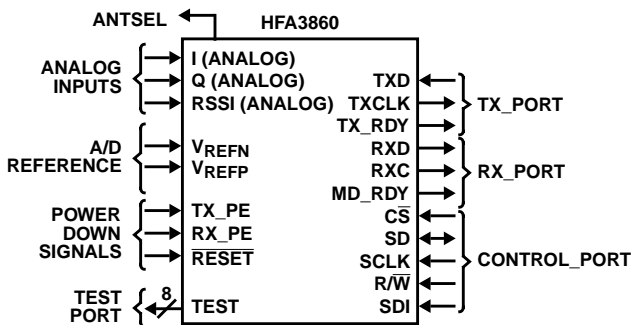 ANTSEL
HFA3860
ANALOG
INPUTS
I (ANALOG)
Q (ANALOG)
RSSI (ANALOG)
A/D
REFERENCE
VREFN
VREFP
POWER
DOWN
SIGNALS
TX_PE
RX_PE
R̅E̅S̅E̅T̅
TEST
PORT
8
TEST
TXD
TXCLK
TX_RDY
TX_PORT
RXD
RXC
MD_RDY
RX_PORT
CS̅
SD
SCLK
R/W̅
SDI
CONTROL_PORT